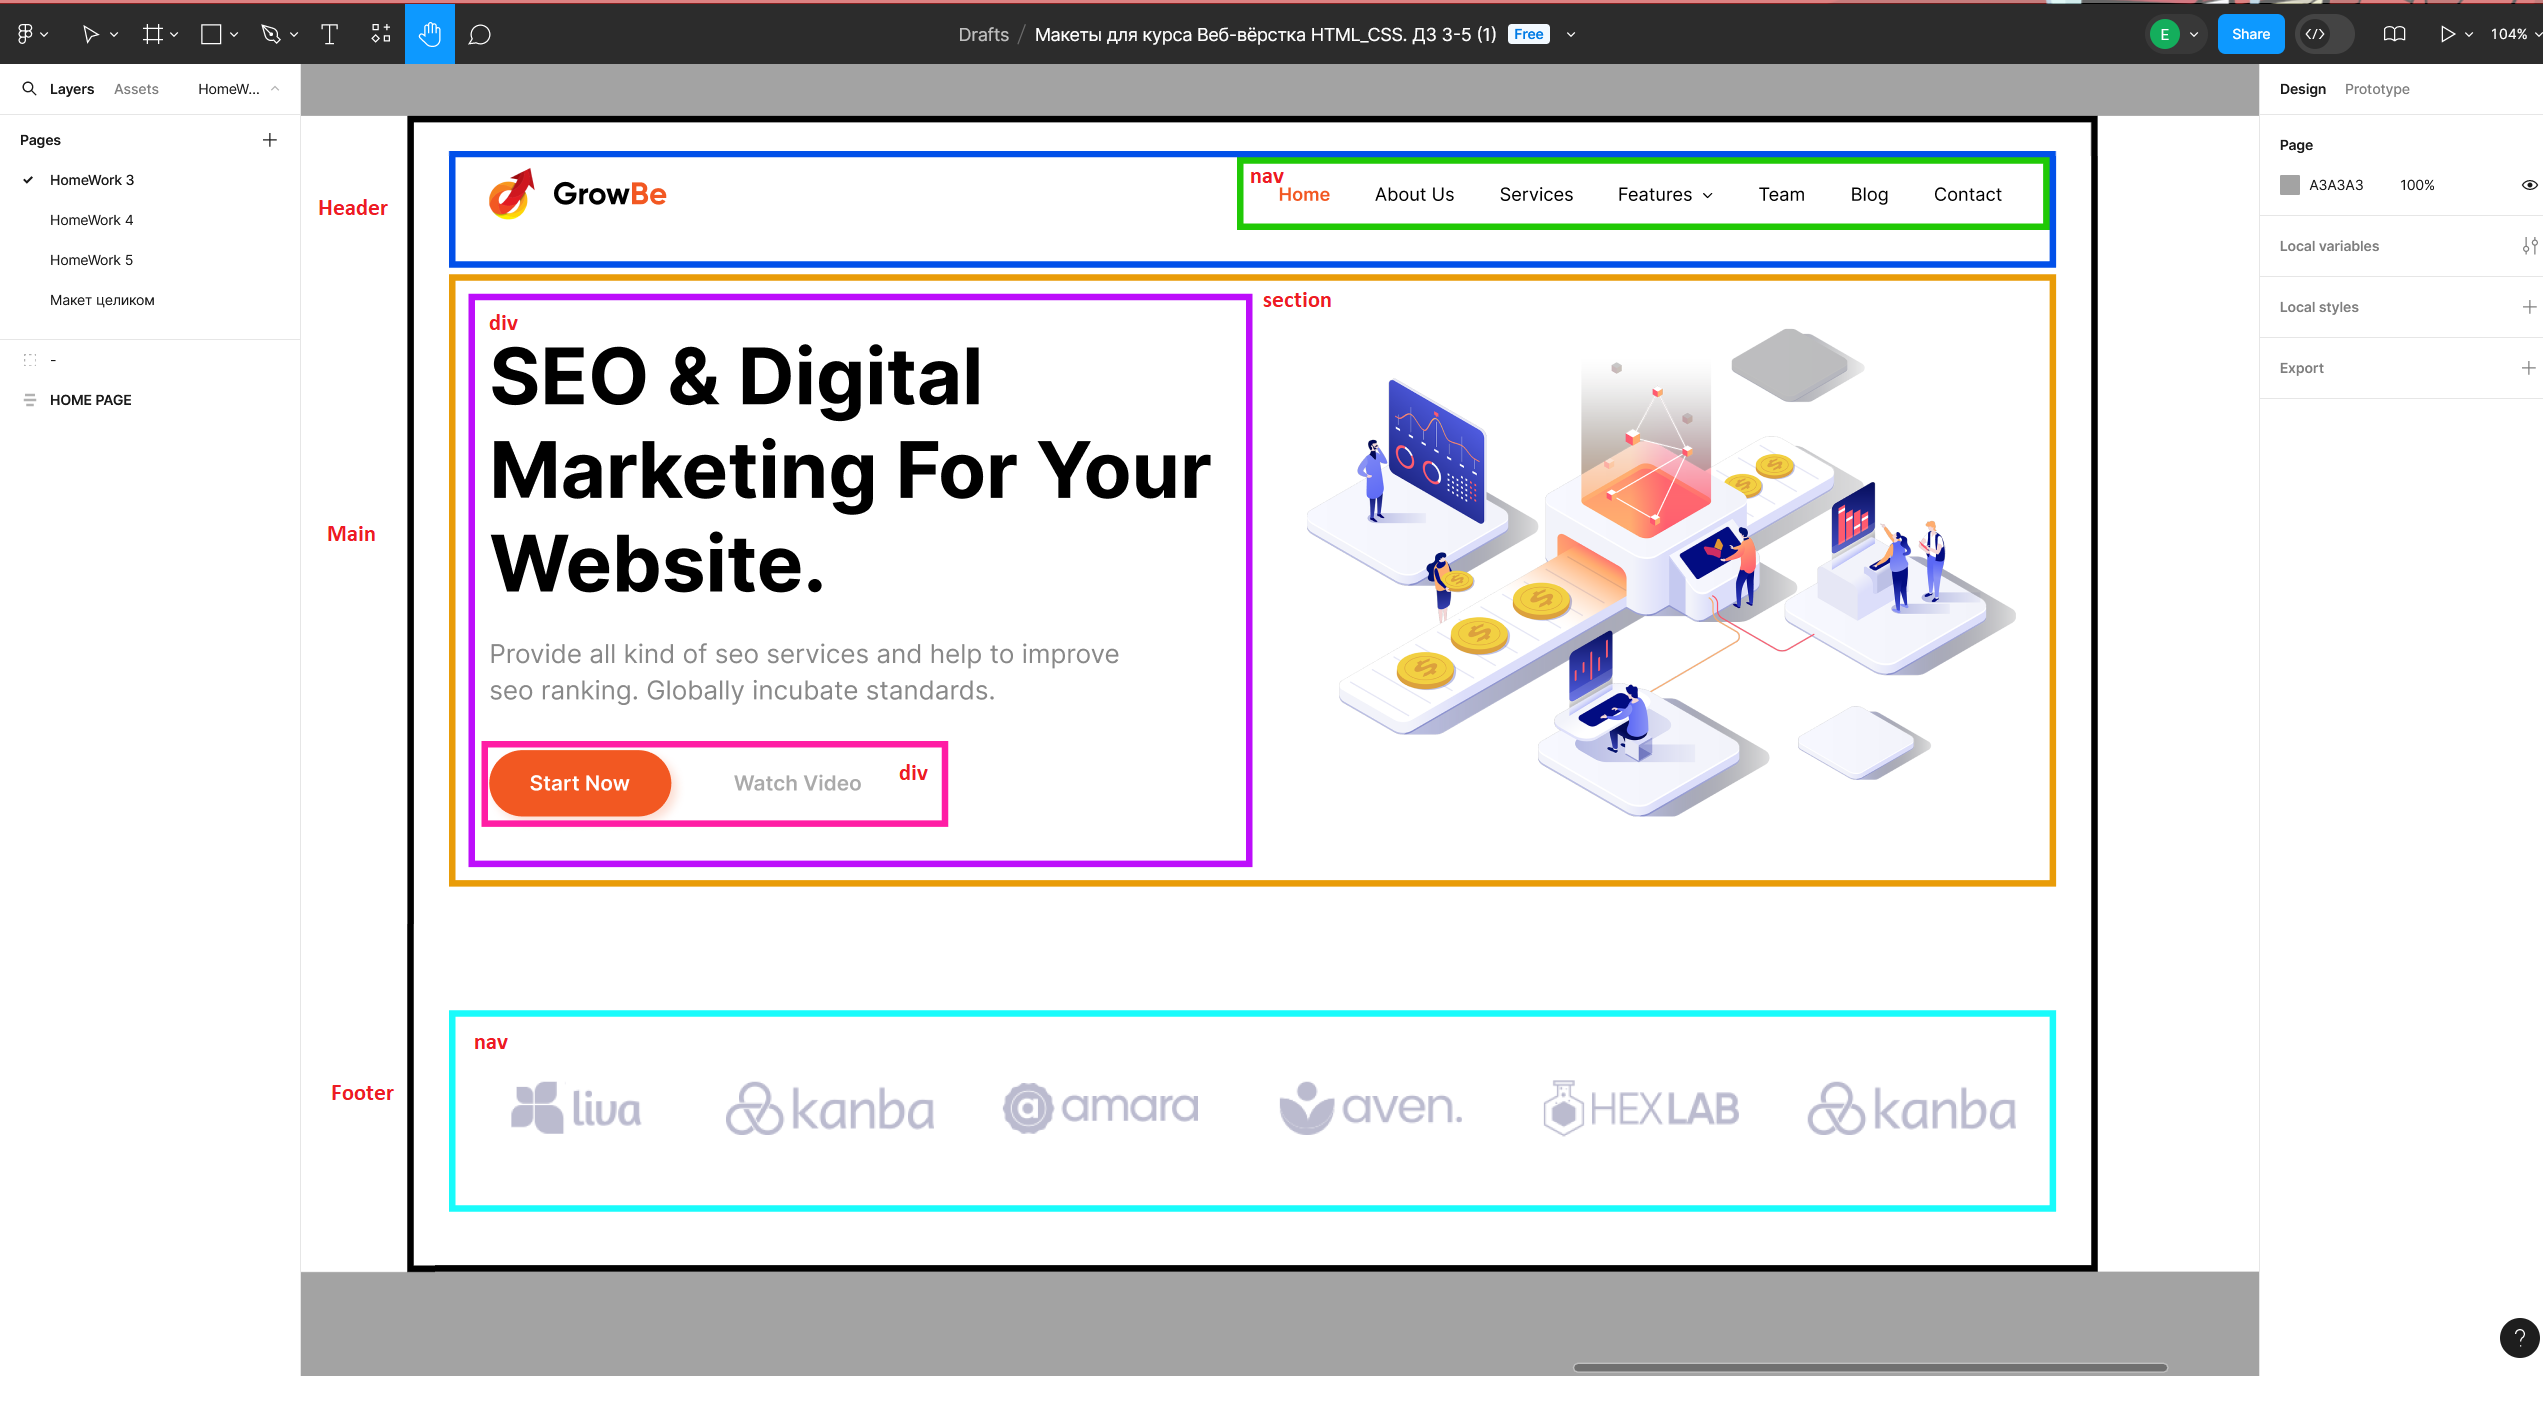 Drafts / Макеты для курса Веб-вёрстка HTML_CSS. ДЗ 3-5 (1) Free
E
Share
104%
Layers Assets HomeW...
Pages
HomeWork 3
HomeWork 4
HomeWork 5
Макет целиком
-
HOME PAGE
Header
GrowBe
nav
Home About Us Services Features Team Blog Contact
Main
section
div
SEO & Digital
Marketing For Your
Website.
Provide all kind of seo services and help to improve
seo ranking. Globally incubate standards.
Start Now Watch Video div
Footer
nav
liva kanba amara aven. HEXLAB kanba
Design Prototype
Page
A3A3A3 100%
Local variables
Local styles
Export
?